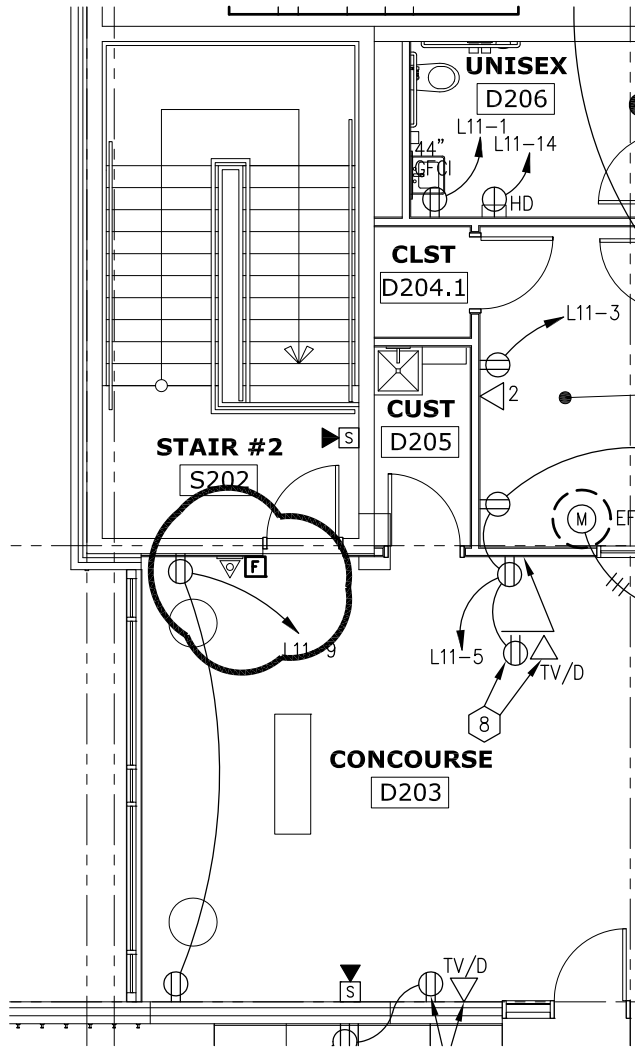 UNISEX
D206
L11-1
L11-14
44"
GFCI
HD
CLST
D204.1
L11-3
2
CUST
D205
STAIR #2
S202
S
M
EF
F
L11-9
L11-5
TV/D
8
CONCOURSE
D203
TV/D
S